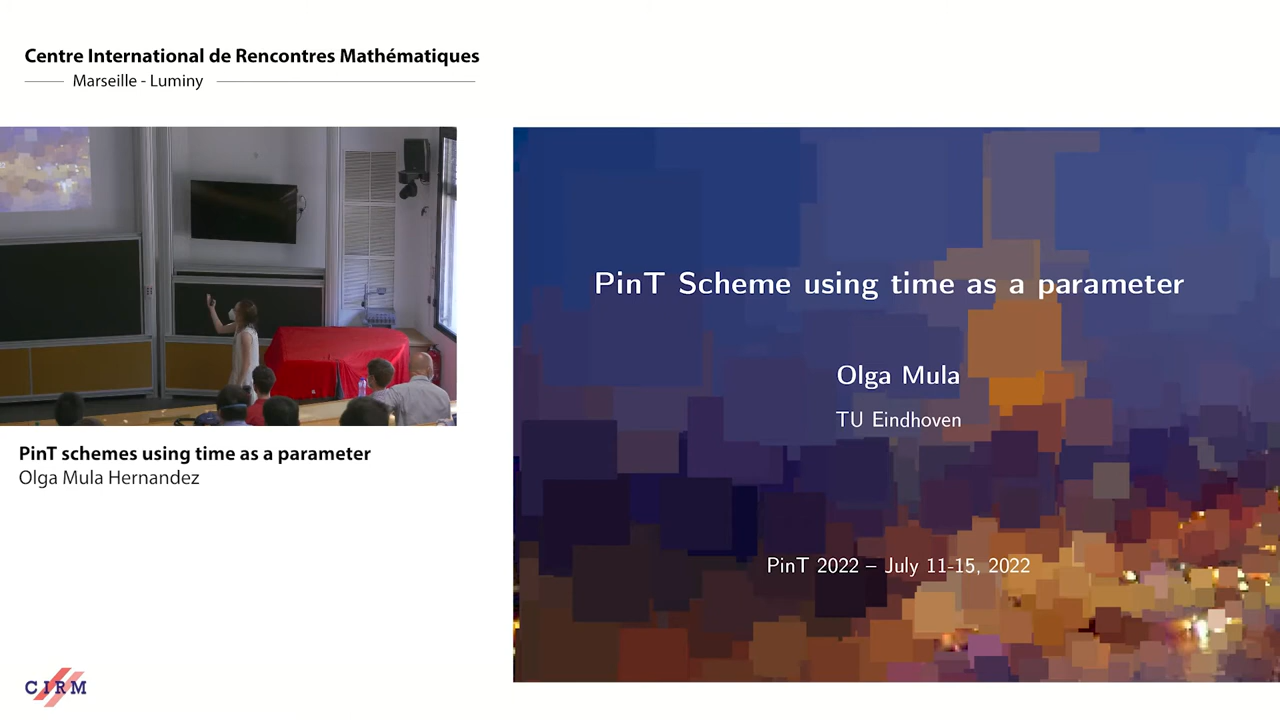 Centre International de Rencontres Mathématiques
Marseille - Luminy
PinT Scheme using time as a parameter
Olga Mula
TU Eindhoven
PinT 2022 – July 11-15, 2022
PinT schemes using time as a parameter
Olga Mula Hernandez
CIRM